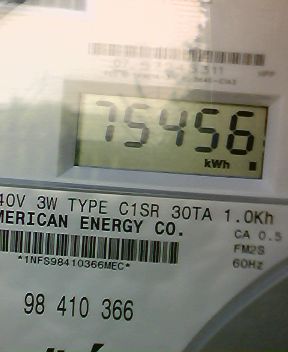 75456
kWh
40V 3W TYPE C1SR 30TA 1.0Kh
MERICAN ENERGY CO.
CA 0.5
*1NFS98410366MEC*
FM2S
60Hz
98 410 366